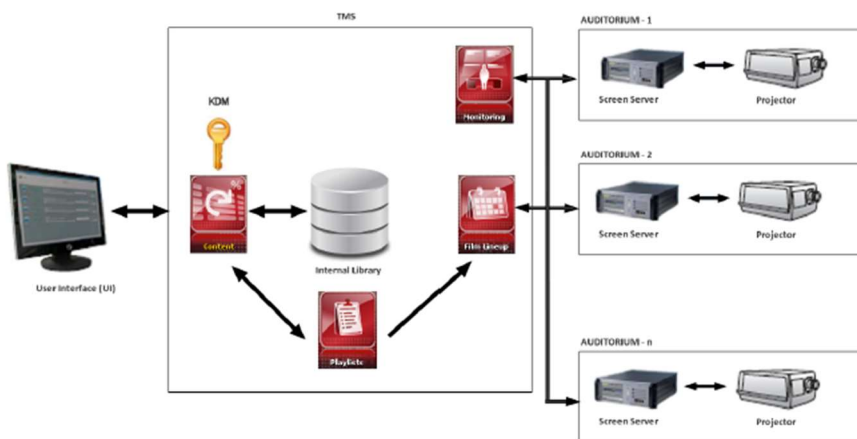 TMS
AUDITORIUM - 1
Screen Server
Projector
Monitoring
KDM
AUDITORIUM - 2
Screen Server
Projector
Content
Film Lineup
Internal Library
User Interface (UI)
Playlists
AUDITORIUM - n
Screen Server
Projector